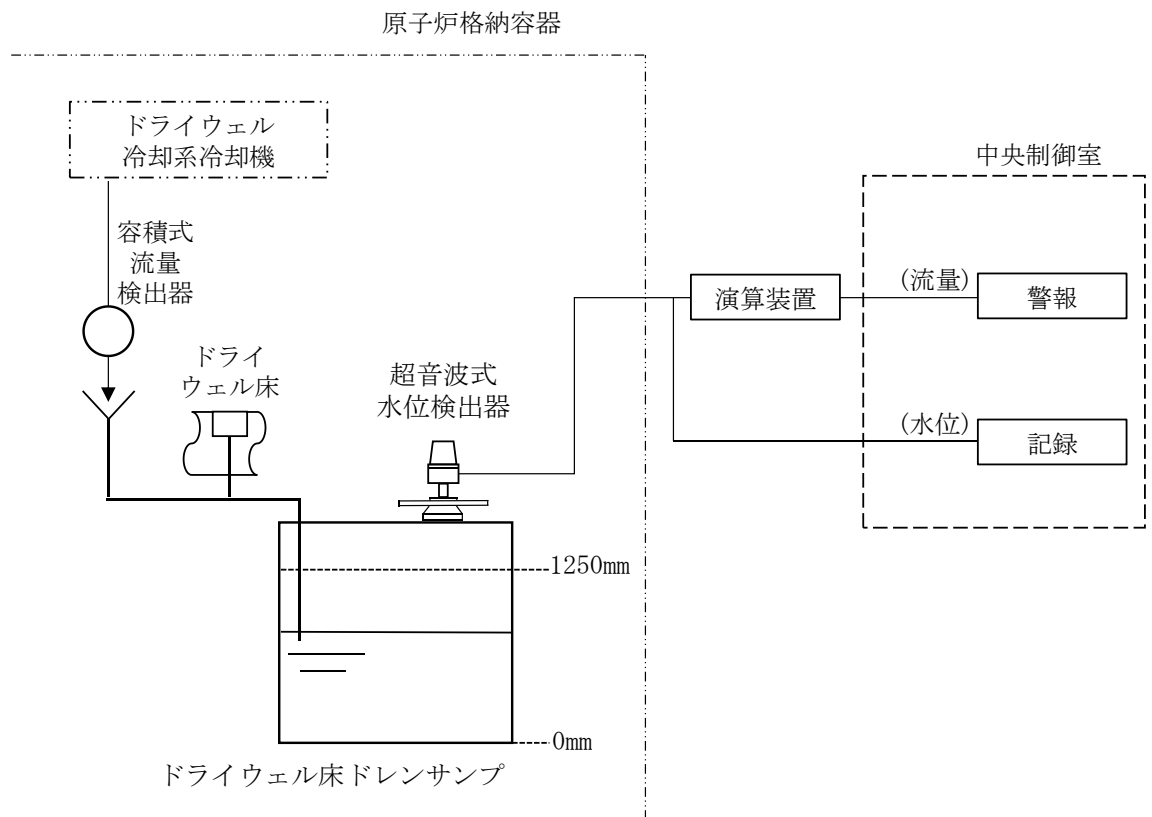 原子炉格納容器
ドライウェル
冷却系冷却機
中央制御室
容積式
流量
検出器
(流量)
演算装置
警報
ドライ
ウェル床
超音波式
水位検出器
(水位)
記録
1250mm
0mm
ドライウェル床ドレンサンプ